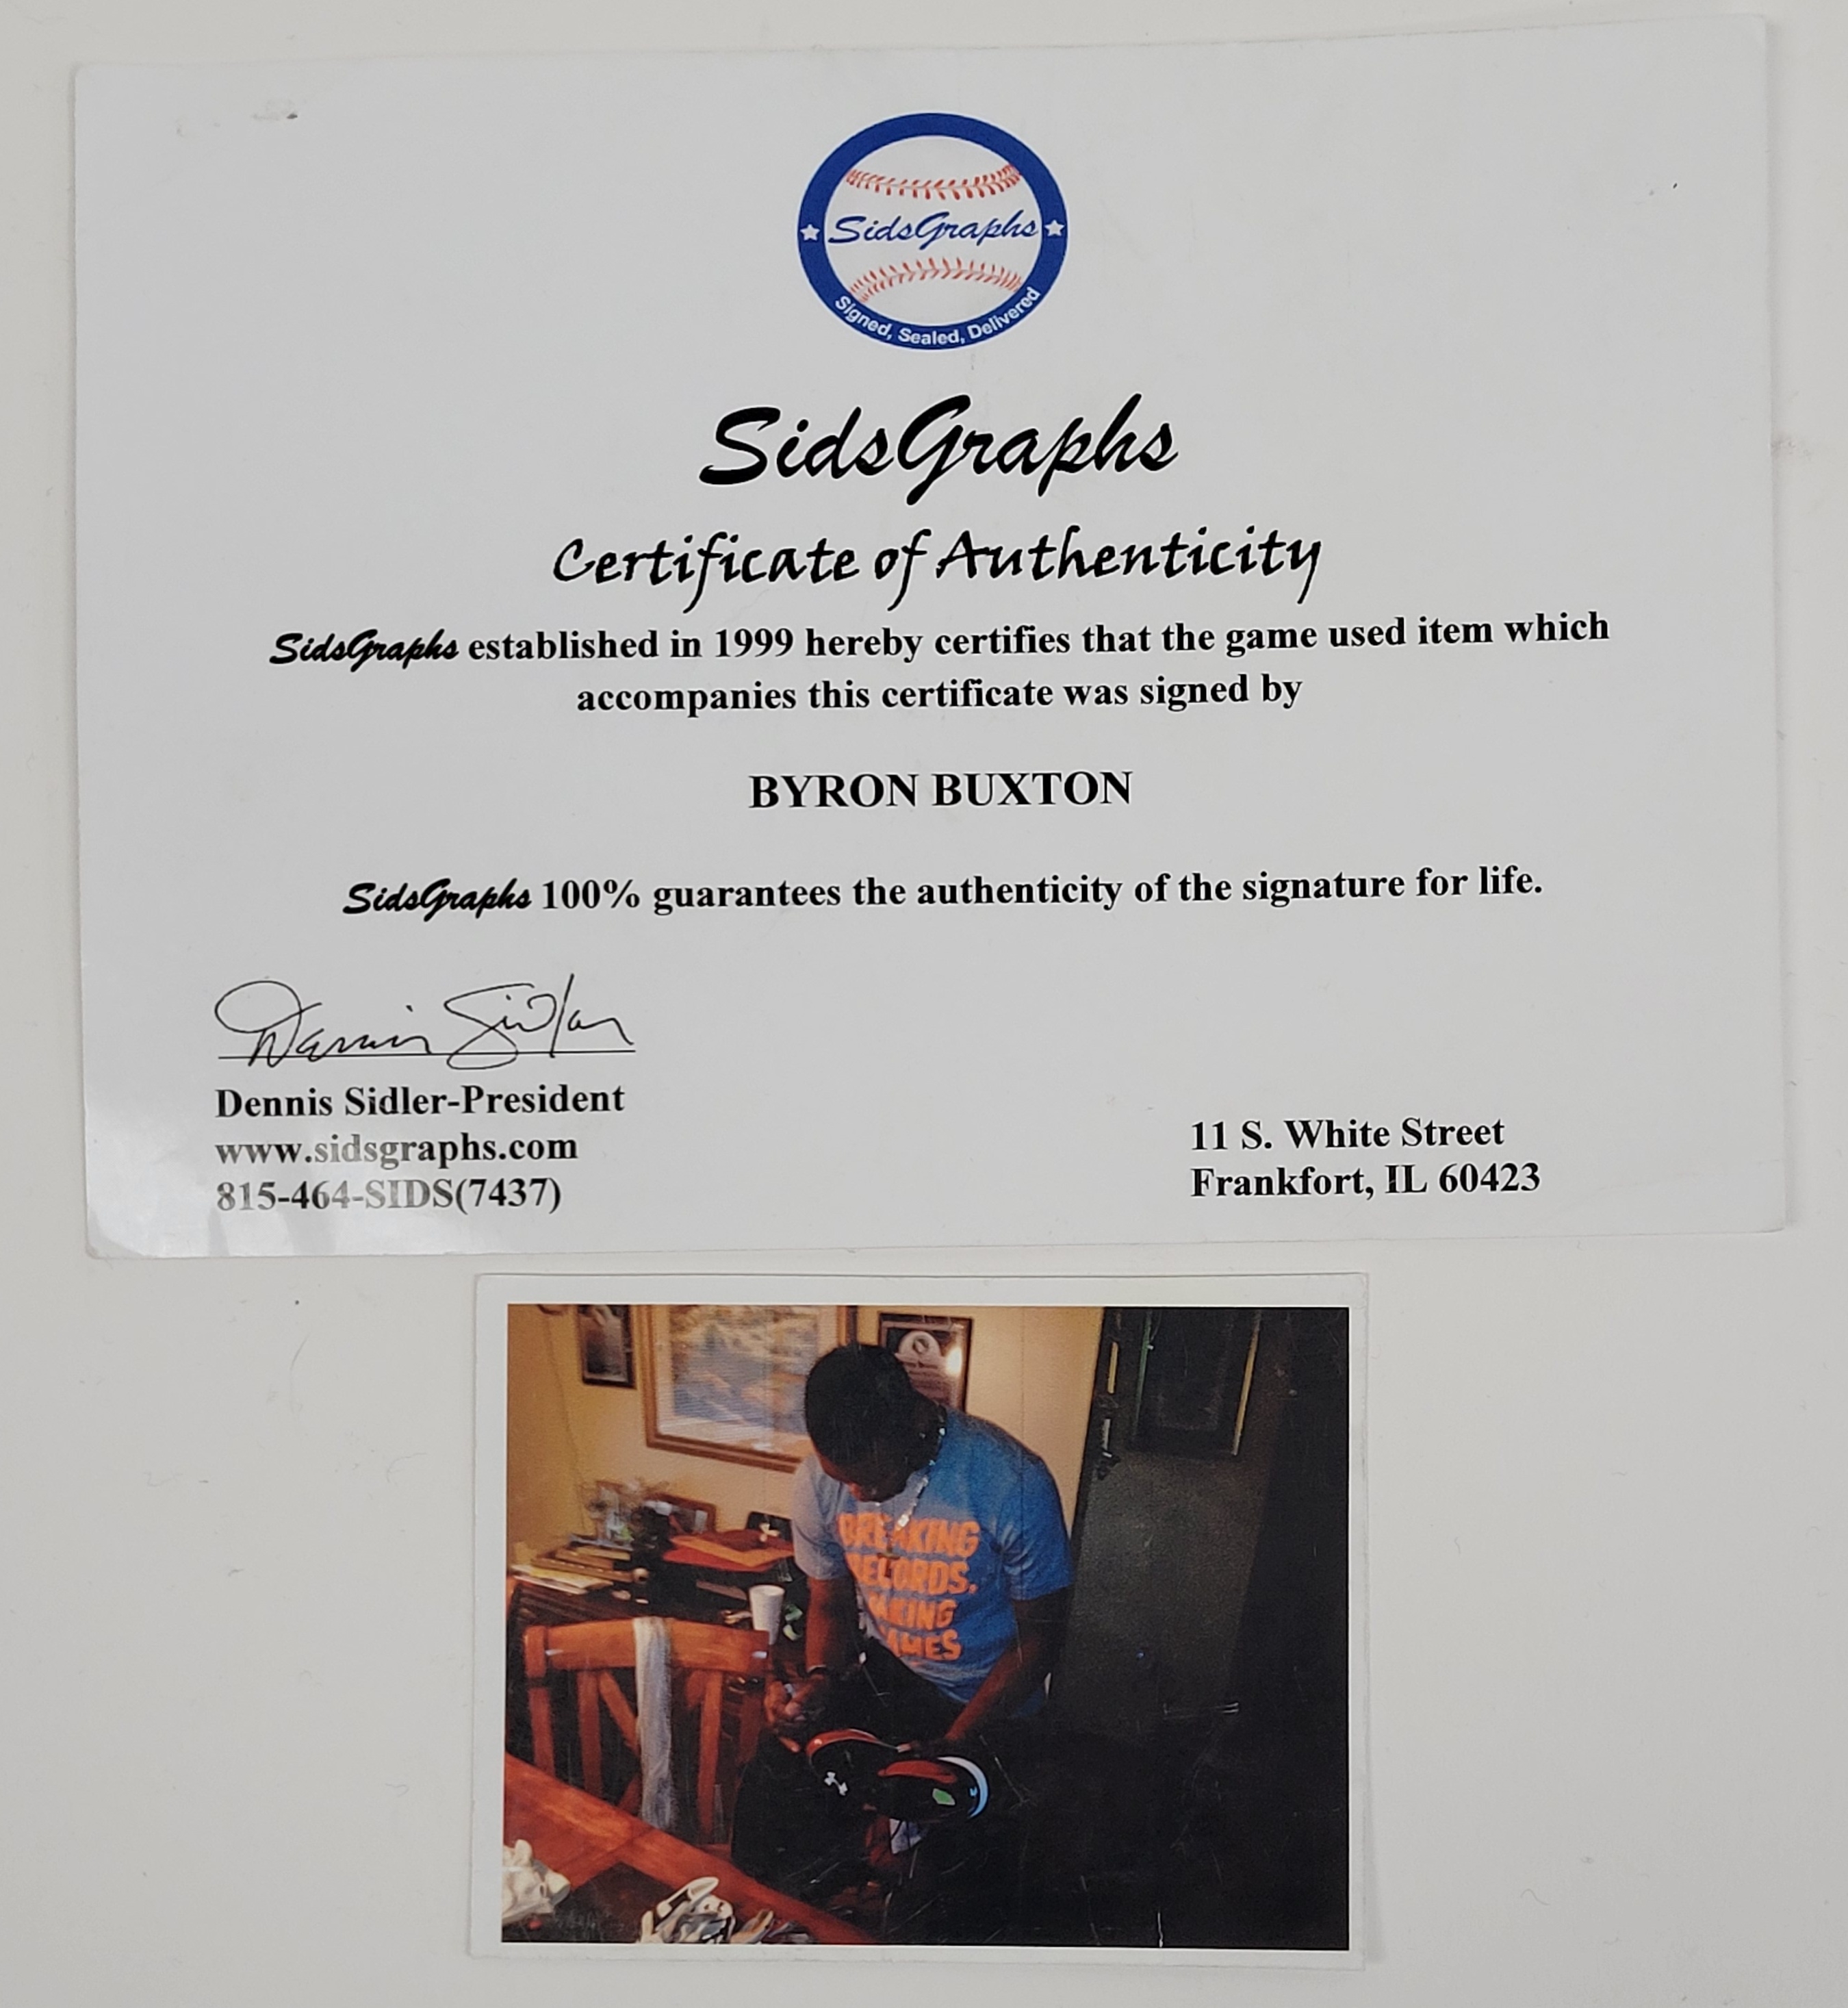 SidsGraphs
Signed, Sealed, Delivered
SidsGraphs
Certificate of Authenticity
SidsGraphs established in 1999 hereby certifies that the game used item which
accompanies this certificate was signed by
BYRON BUXTON
SidsGraphs 100% guarantees the authenticity of the signature for life.
Dennis Sidler
Dennis Sidler-President
www.sidsgraphs.com
815-464-SIDS(7437)
11 S. White Street
Frankfort, IL 60423
BREAKING
RECORDS.